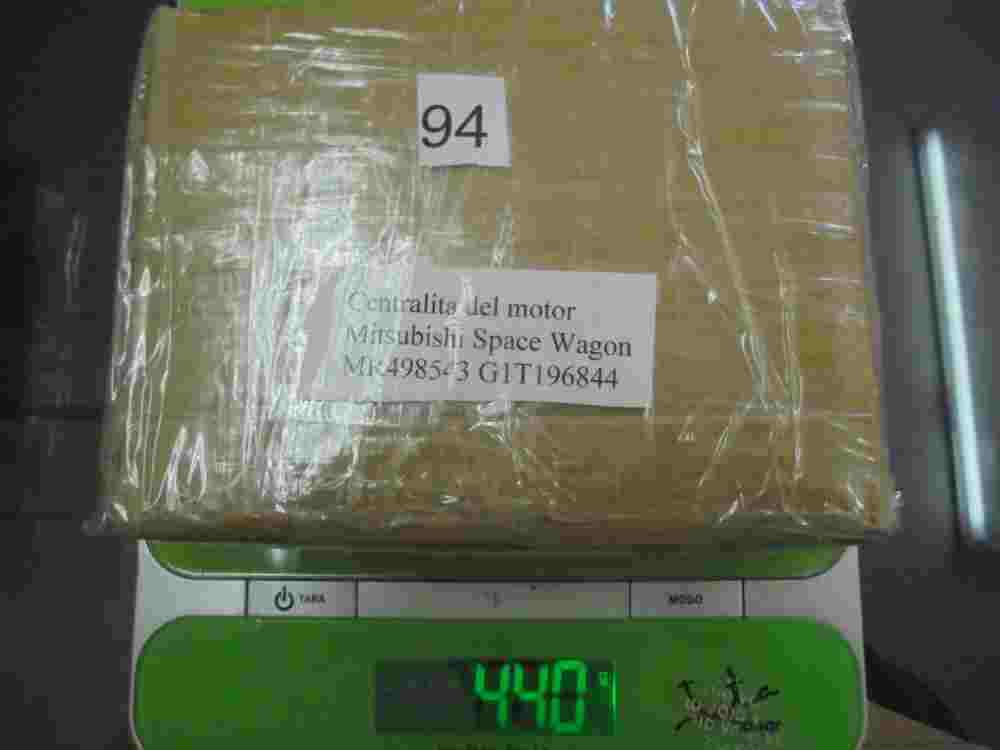 94
Centralita del motor
Mitsubishi Space Wagon
MR498543 G1T196844
TARA
MODO
440 g